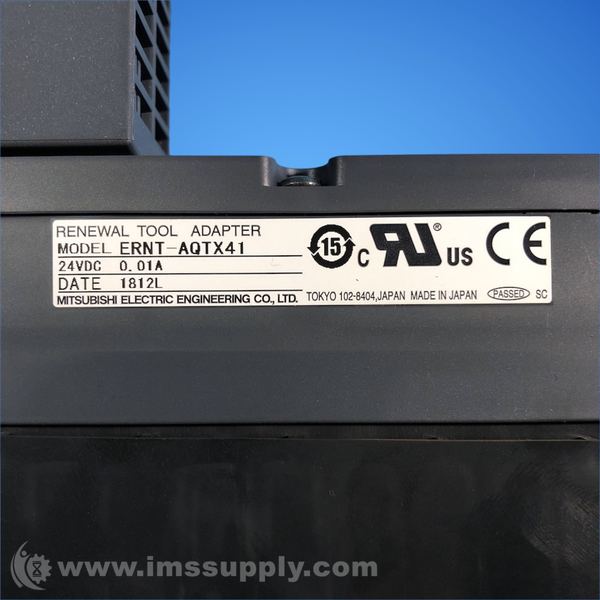 RENEWAL TOOL ADAPTER
MODEL ERNT-AQTX41
24VDC 0.01A
DATE 1812L
MITSUBISHI ELECTRIC ENGINEERING CO., LTD. TOKYO 102-8404,JAPAN MADE IN JAPAN PASSED SC
15 c RU® US CE
www.imssupply.com